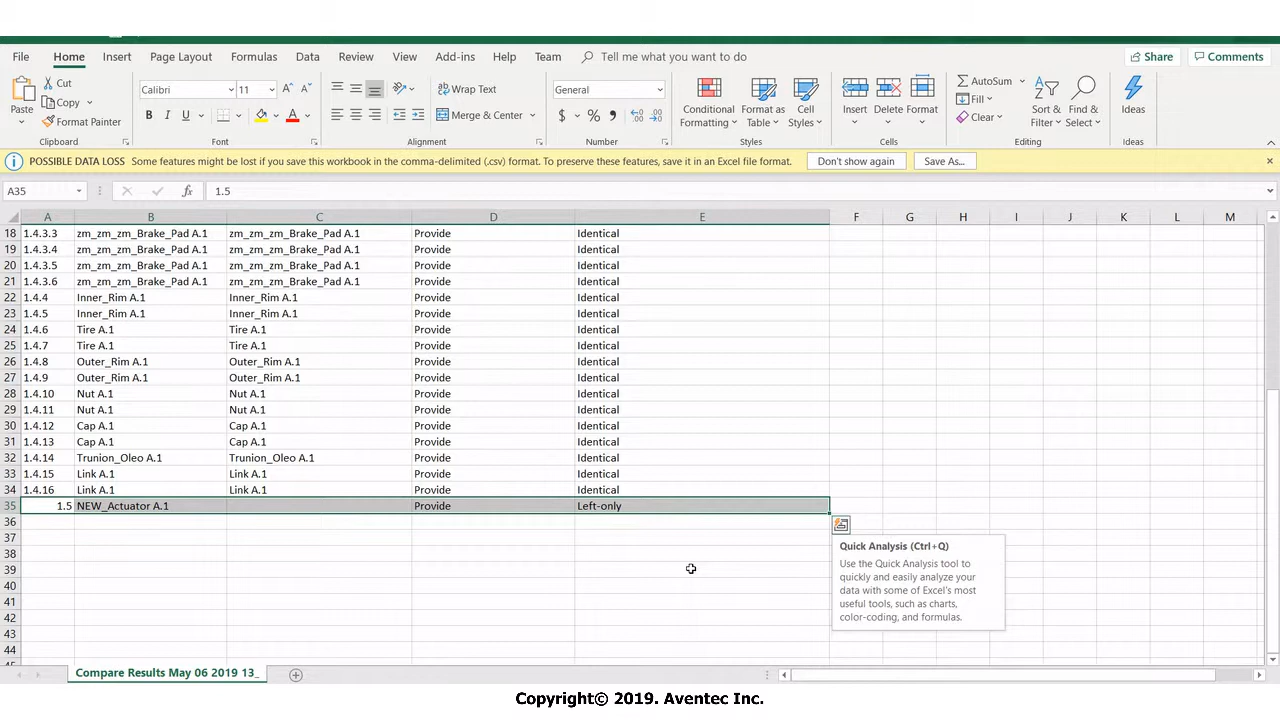 File Home Insert Page Layout Formulas Data Review View Add-ins Help Team Tell me what you want to do Share Comments
Paste Cut Copy Format Painter Clipboard
Calibri 11 A A B I U A Font
Wrap Text Merge & Center Alignment
General $ % , Number
Conditional Formatting Format as Table Cell Styles Styles
Insert Delete Format Cells
AutoSum Fill Clear Sort & Filter Find & Select Editing
Ideas Ideas
POSSIBLE DATA LOSS Some features might be lost if you save this workbook in the comma-delimited (.csv) format. To preserve these features, save it in an Excel file format. Don't show again Save As...
A35 fx 1.5
A B C D E F G H I J K L M
18 1.4.3.3 zm_zm_zm_Brake_Pad A.1 zm_zm_zm_Brake_Pad A.1 Provide Identical
19 1.4.3.4 zm_zm_zm_Brake_Pad A.1 zm_zm_zm_Brake_Pad A.1 Provide Identical
20 1.4.3.5 zm_zm_zm_Brake_Pad A.1 zm_zm_zm_Brake_Pad A.1 Provide Identical
21 1.4.3.6 zm_zm_zm_Brake_Pad A.1 zm_zm_zm_Brake_Pad A.1 Provide Identical
22 1.4.4 Inner_Rim A.1 Inner_Rim A.1 Provide Identical
23 1.4.5 Inner_Rim A.1 Inner_Rim A.1 Provide Identical
24 1.4.6 Tire A.1 Tire A.1 Provide Identical
25 1.4.7 Tire A.1 Tire A.1 Provide Identical
26 1.4.8 Outer_Rim A.1 Outer_Rim A.1 Provide Identical
27 1.4.9 Outer_Rim A.1 Outer_Rim A.1 Provide Identical
28 1.4.10 Nut A.1 Nut A.1 Provide Identical
29 1.4.11 Nut A.1 Nut A.1 Provide Identical
30 1.4.12 Cap A.1 Cap A.1 Provide Identical
31 1.4.13 Cap A.1 Cap A.1 Provide Identical
32 1.4.14 Trunion_Oleo A.1 Trunion_Oleo A.1 Provide Identical
33 1.4.15 Link A.1 Link A.1 Provide Identical
34 1.4.16 Link A.1 Link A.1 Provide Identical
35 1.5 NEW_Actuator A.1 Provide Left-only
36
37
38
39
40
41
42
43
44
45
Quick Analysis (Ctrl+Q)
Use the Quick Analysis tool to
quickly and easily analyze your
data with some of Excel's most
useful tools, such as charts,
color-coding, and formulas.
Compare Results May 06 2019 13_
Copyright© 2019. Aventec Inc.